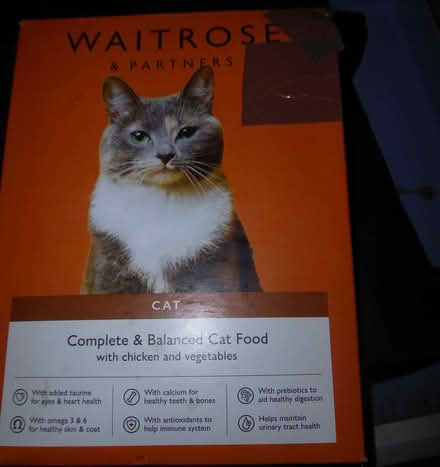 WAITROSE
& PARTNERS
CAT
Complete & Balanced Cat Food
with chicken and vegetables
With added taurine
for eyes & heart health
With calcium for
healthy teeth & bones
With prebiotics to
aid healthy digestion
With omega 3 & 6
for healthy skin & coat
With antioxidants to
help immune system
Helps maintain
urinary tract health